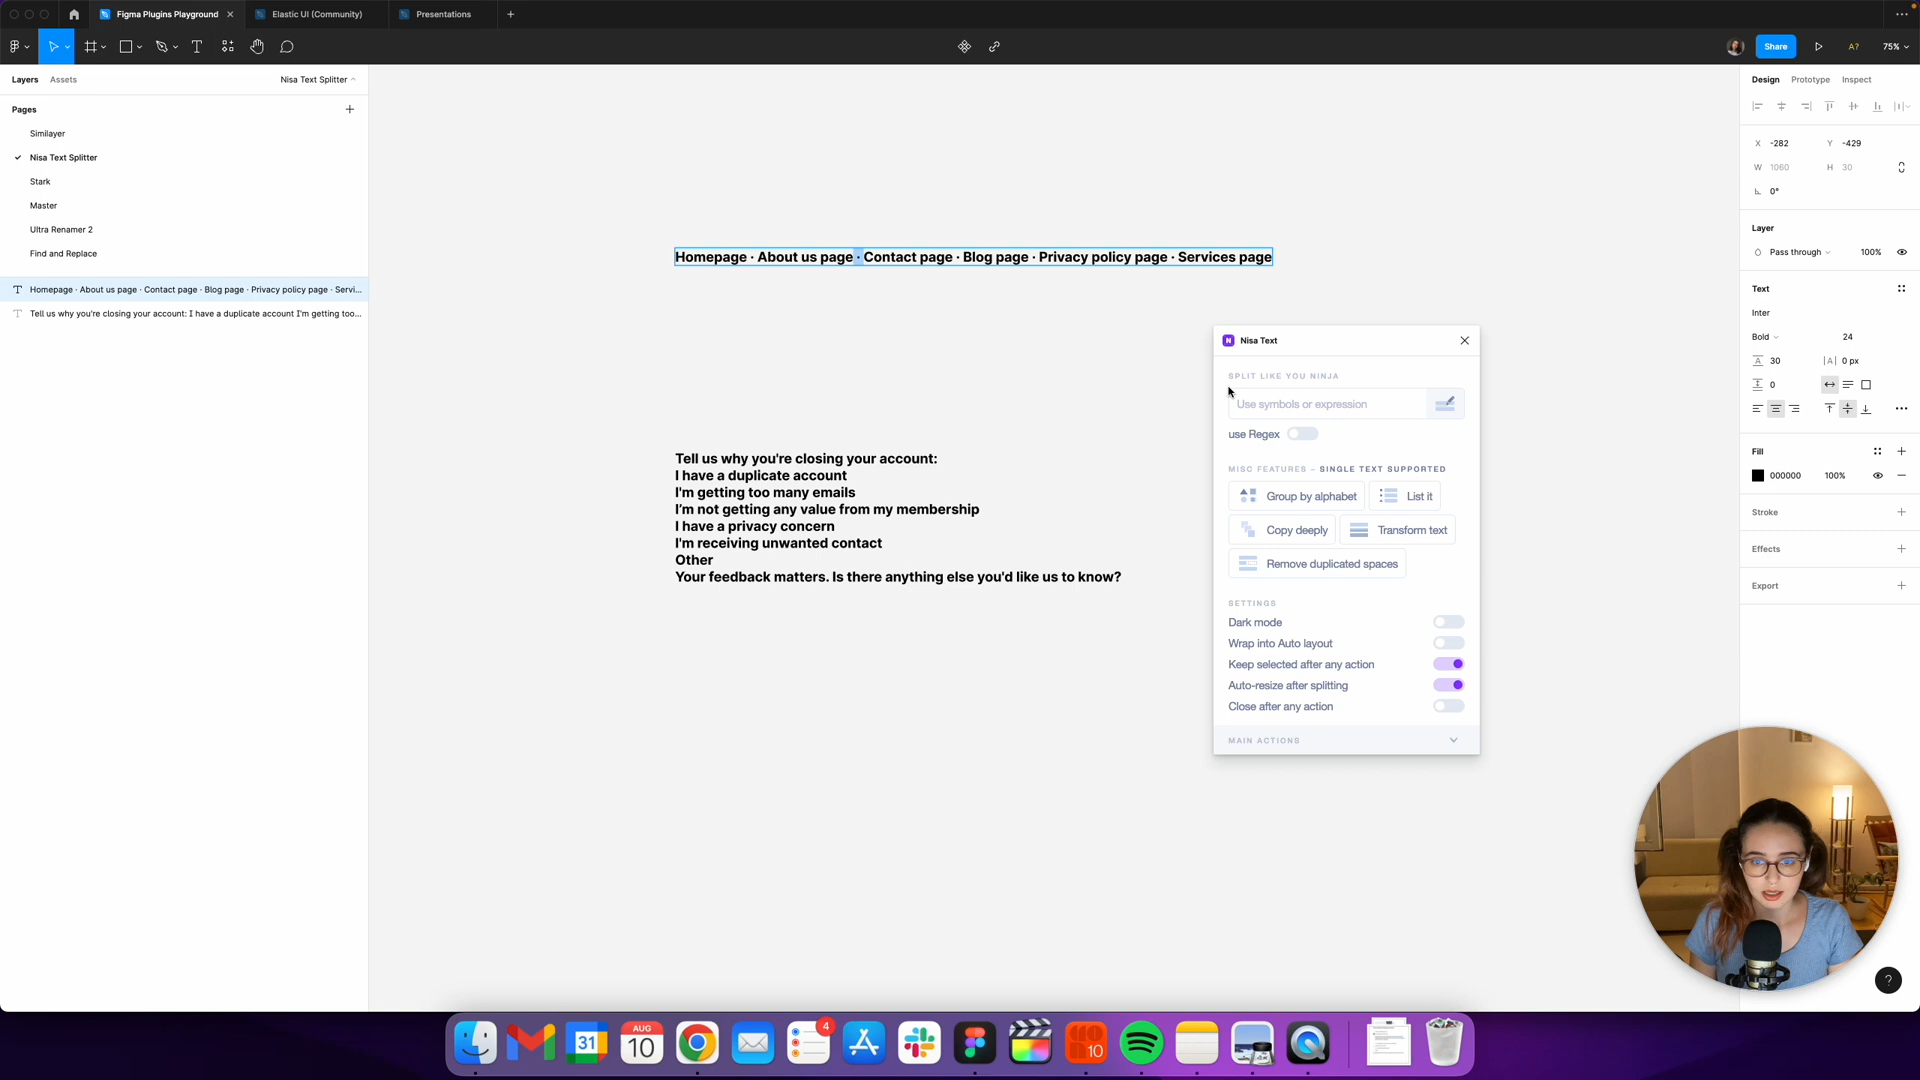 Figma Plugins Playground
Elastic UI (Community)
Presentations
Share
A?
75%
Layers
Assets
Nisa Text Splitter
Design
Prototype
Inspect
Pages
Similayer
Nisa Text Splitter
Stark
Master
Ultra Renamer 2
Find and Replace
Homepage · About us page · Contact page · Blog page · Privacy policy page · Servi...
Tell us why you're closing your account: I have a duplicate account I'm getting too...
Homepage · About us page · Contact page · Blog page · Privacy policy page · Services page
Tell us why you're closing your account:
I have a duplicate account
I'm getting too many emails
I’m not getting any value from my membership
I have a privacy concern
I'm receiving unwanted contact
Other
Your feedback matters. Is there anything else you'd like us to know?
Nisa Text
SPLIT LIKE YOU NINJA
Use symbols or expression
use Regex
MISC FEATURES – SINGLE TEXT SUPPORTED
Group by alphabet
List it
Copy deeply
Transform text
Remove duplicated spaces
SETTINGS
Dark mode
Wrap into Auto layout
Keep selected after any action
Auto-resize after splitting
Close after any action
MAIN ACTIONS
X -282
Y -429
W 1060
H 30
0°
Layer
Pass through
100%
Text
Inter
Bold
24
30
0 px
0
Fill
000000
100%
Stroke
Effects
Export
?
31
AUG
10
4
10